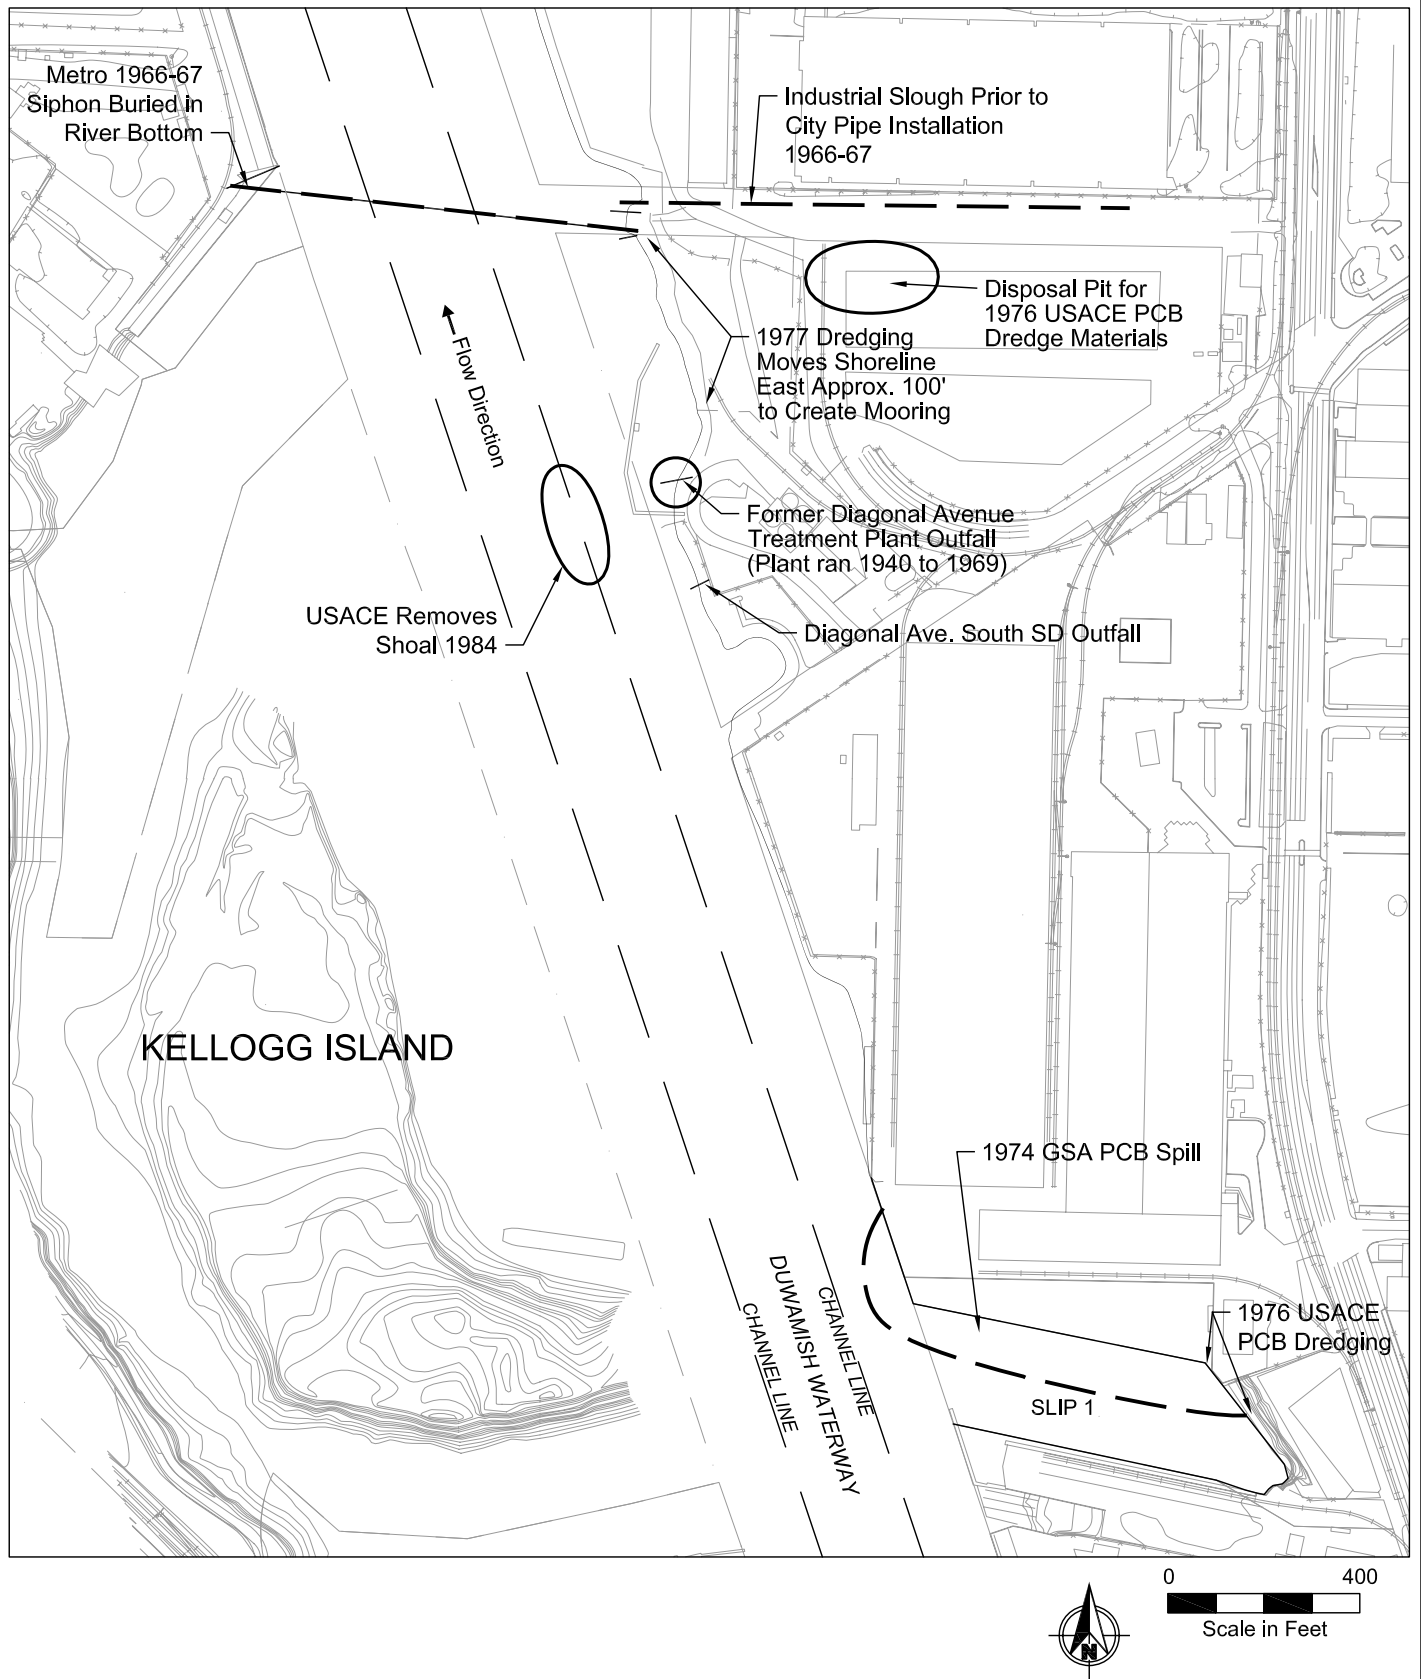 Metro 1966-67
Siphon Buried in
River Bottom
Industrial Slough Prior to
City Pipe Installation
1966-67
Disposal Pit for
1976 USACE PCB
Dredge Materials
1977 Dredging
Moves Shoreline
East Approx. 100'
to Create Mooring
Flow Direction
Former Diagonal Avenue
Treatment Plant Outfall
(Plant ran 1940 to 1969)
USACE Removes
Shoal 1984
Diagonal Ave. South SD Outfall
KELLOGG ISLAND
1974 GSA PCB Spill
1976 USACE
PCB Dredging
CHANNEL LINE
DUWAMISH WATERWAY
CHANNEL LINE
SLIP 1
0 400
Scale in Feet
N